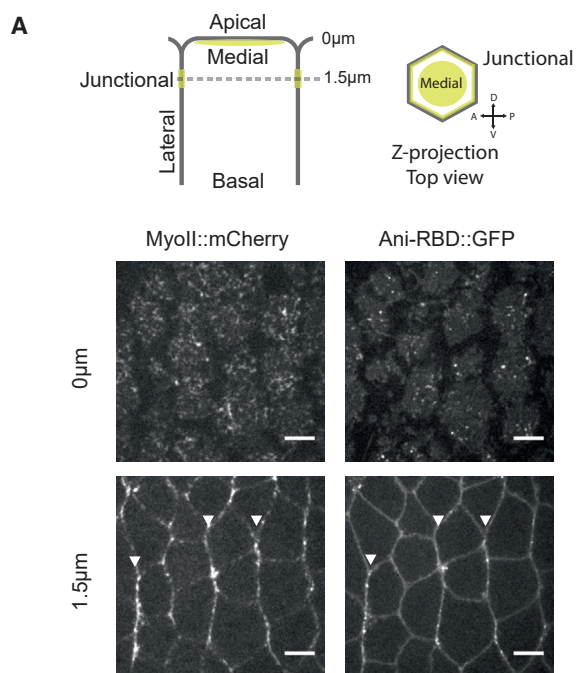 A
Apical
0μm
Medial
Junctional
1.5μm
Lateral
Basal
Junctional
Medial
D
A P
V
Z-projection
Top view
MyoII::mCherry Ani-RBD::GFP
0μm
1.5μm